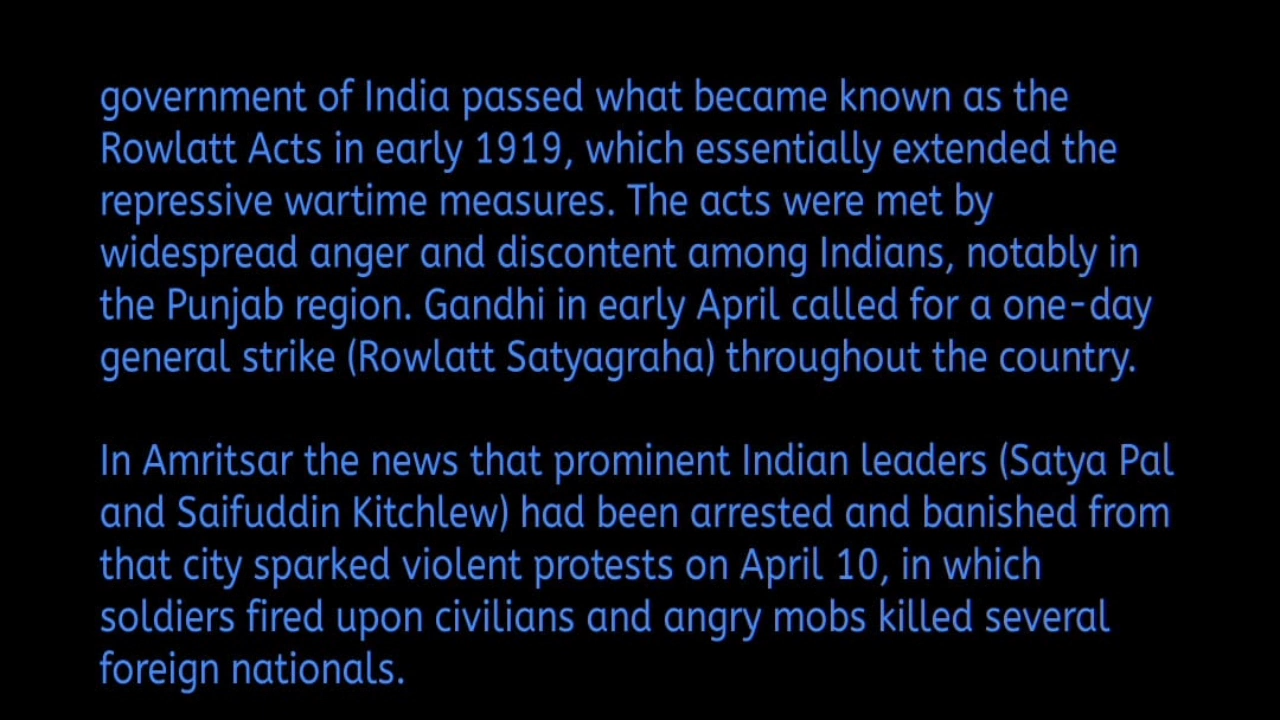 government of India passed what became known as the
Rowlatt Acts in early 1919, which essentially extended the
repressive wartime measures. The acts were met by
widespread anger and discontent among Indians, notably in
the Punjab region. Gandhi in early April called for a one-day
general strike (Rowlatt Satyagraha) throughout the country.
In Amritsar the news that prominent Indian leaders (Satya Pal
and Saifuddin Kitchlew) had been arrested and banished from
that city sparked violent protests on April 10, in which
soldiers fired upon civilians and angry mobs killed several
foreign nationals.